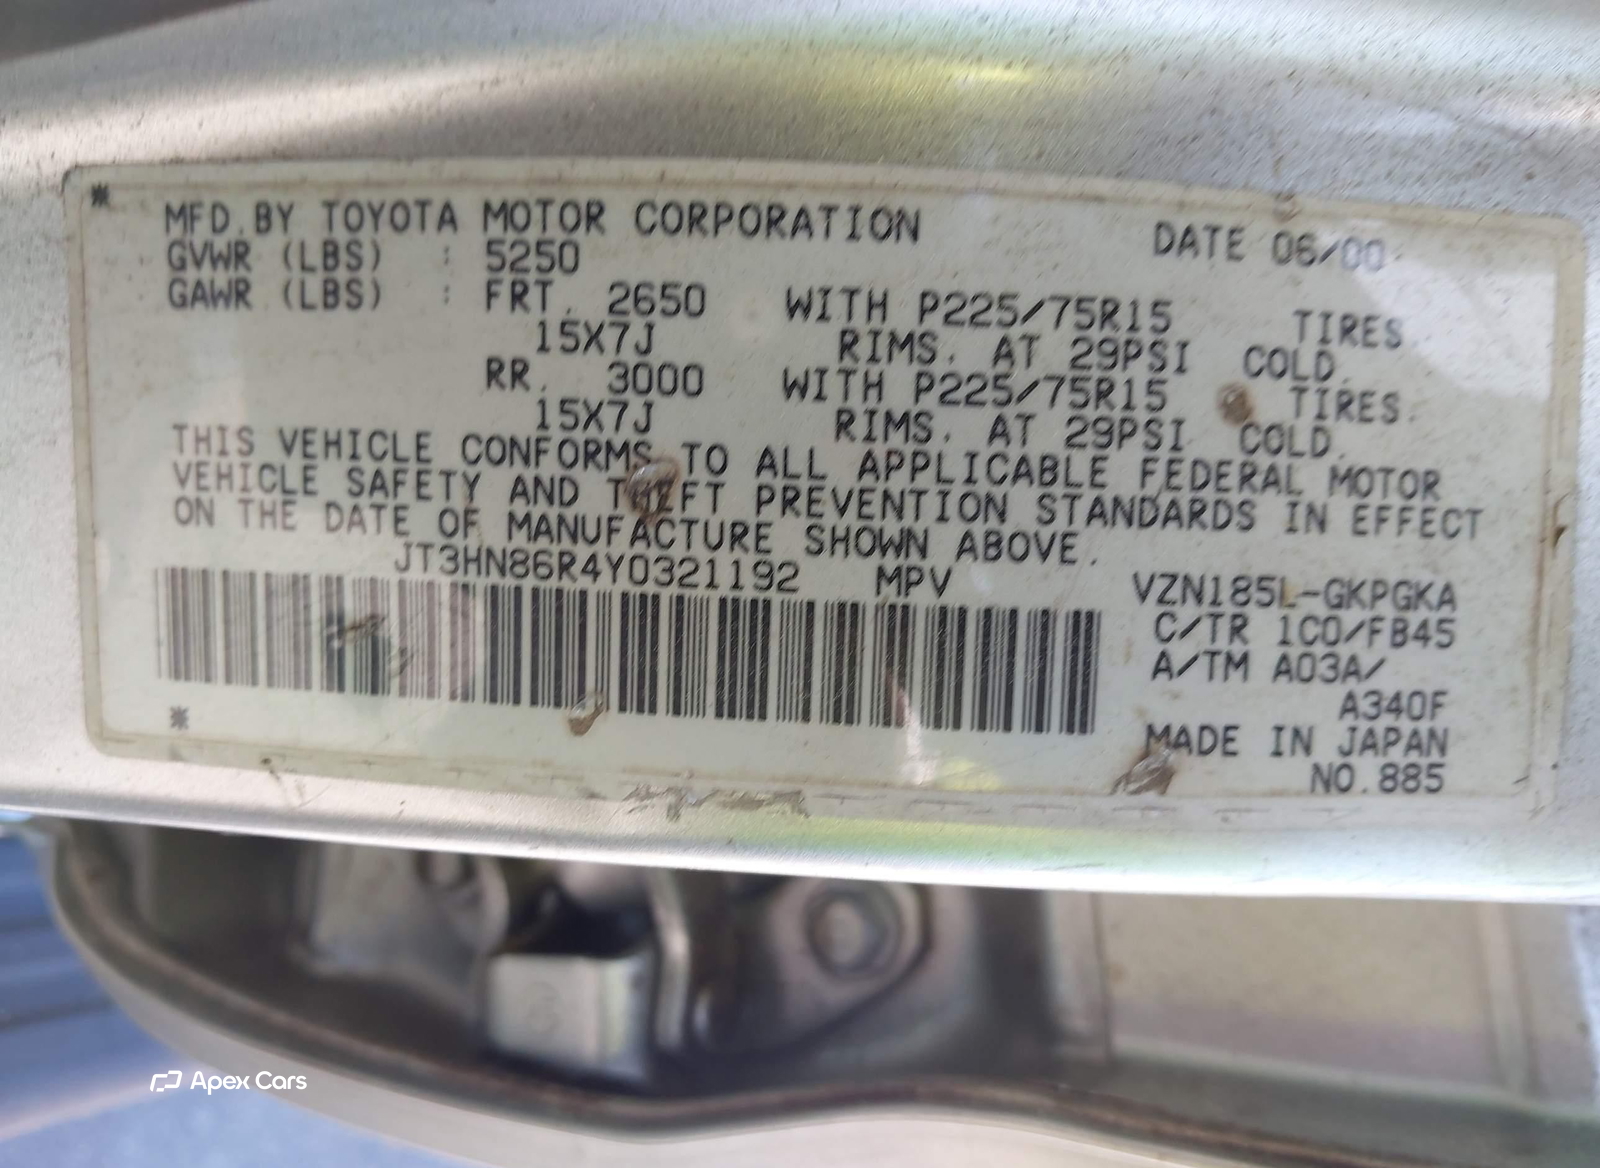 MFD.BY TOYOTA MOTOR CORPORATION DATE 06/00
GVWR (LBS) : 5250
GAWR (LBS) : FRT. 2650 WITH P225/75R15 TIRES
15X7J RIMS. AT 29PSI COLD.
RR. 3000 WITH P225/75R15 TIRES.
15X7J RIMS. AT 29PSI COLD.
THIS VEHICLE CONFORMS TO ALL APPLICABLE FEDERAL MOTOR
VEHICLE SAFETY AND THEFT PREVENTION STANDARDS IN EFFECT
ON THE DATE OF MANUFACTURE SHOWN ABOVE.
JT3HN86R4Y0321192 MPV VZN185L-GKPGKA
C/TR 1C0/FB45
A/TM A03A/
A340F
MADE IN JAPAN
NO.885
Apex Cars